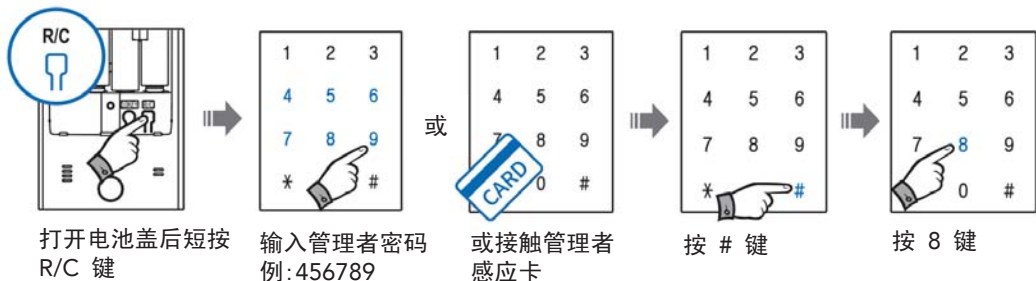 R/C
1 2 3
4 5 6
7 8 9
* #
或
1 2 3
4 5 6
7 8 9
0 #
CARD
1 2 3
4 5 6
7 8 9
* #
1 2 3
4 5 6
7 8 9
0 #
打开电池盖后短按
R/C 键
输入管理者密码
例:456789
或接触管理者
感应卡
按 # 键
按 8 键